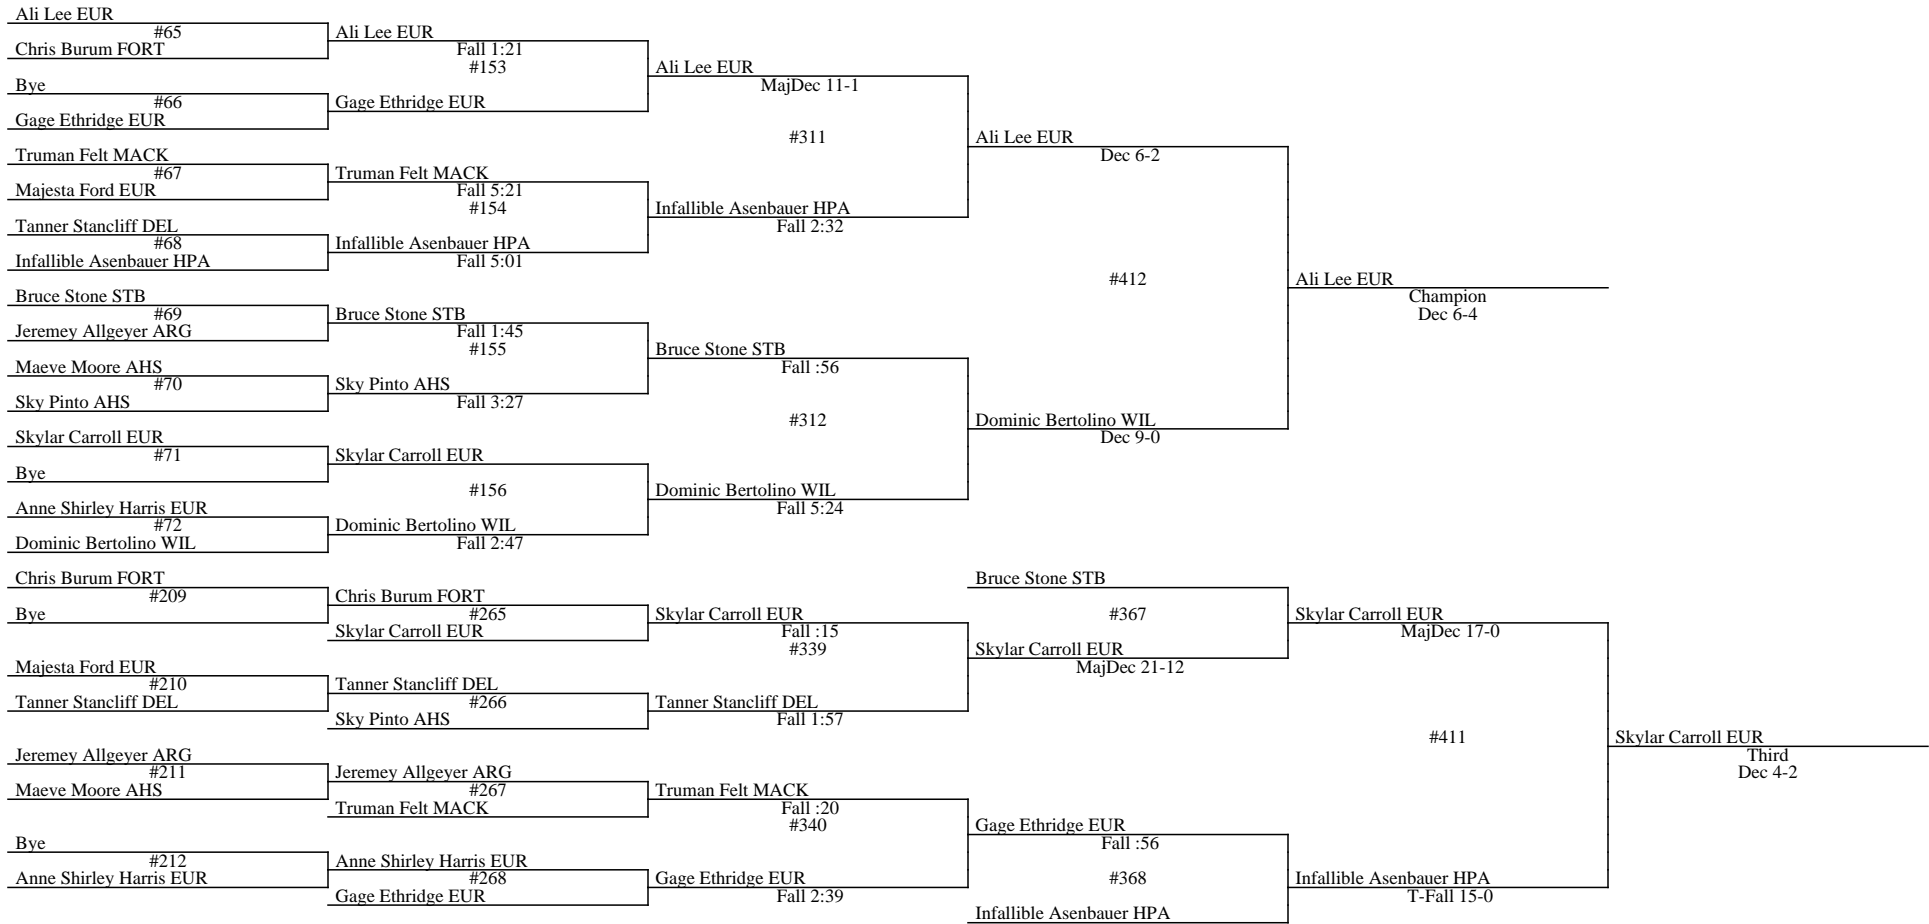 Ali Lee EUR
#65
Chris Burum FORT
Bye
#66
Gage Ethridge EUR
Truman Felt MACK
#67
Majesta Ford EUR
Tanner Stancliff DEL
#68
Infallible Asenbauer HPA
Bruce Stone STB
#69
Jeremey Allgeyer ARG
Maeve Moore AHS
#70
Sky Pinto AHS
Skylar Carroll EUR
#71
Bye
Anne Shirley Harris EUR
#72
Dominic Bertolino WIL
Ali Lee EUR
Fall 1:21
#153
Gage Ethridge EUR
Truman Felt MACK
Fall 5:21
#154
Infallible Asenbauer HPA
Fall 5:01
Bruce Stone STB
Fall 1:45
#155
Sky Pinto AHS
Fall 3:27
Skylar Carroll EUR
#156
Dominic Bertolino WIL
Fall 2:47
Ali Lee EUR
MajDec 11-1
#311
Infallible Asenbauer HPA
Fall 2:32
Bruce Stone STB
Fall :56
#312
Dominic Bertolino WIL
Fall 5:24
Ali Lee EUR
Dec 6-2
#412
Dominic Bertolino WIL
Dec 9-0
Ali Lee EUR
Champion
Dec 6-4
Chris Burum FORT
#209
Bye
Majesta Ford EUR
#210
Tanner Stancliff DEL
Jeremey Allgeyer ARG
#211
Maeve Moore AHS
Bye
#212
Anne Shirley Harris EUR
Chris Burum FORT
#265
Skylar Carroll EUR
Tanner Stancliff DEL
#266
Sky Pinto AHS
Jeremey Allgeyer ARG
#267
Truman Felt MACK
Anne Shirley Harris EUR
#268
Gage Ethridge EUR
Skylar Carroll EUR
Fall :15
#339
Tanner Stancliff DEL
Fall 1:57
Truman Felt MACK
Fall :20
#340
Gage Ethridge EUR
Fall 2:39
Bruce Stone STB
#367
Skylar Carroll EUR
MajDec 21-12
Gage Ethridge EUR
Fall :56
#368
Infallible Asenbauer HPA
Skylar Carroll EUR
MajDec 17-0
#411
Infallible Asenbauer HPA
T-Fall 15-0
Skylar Carroll EUR
Third
Dec 4-2